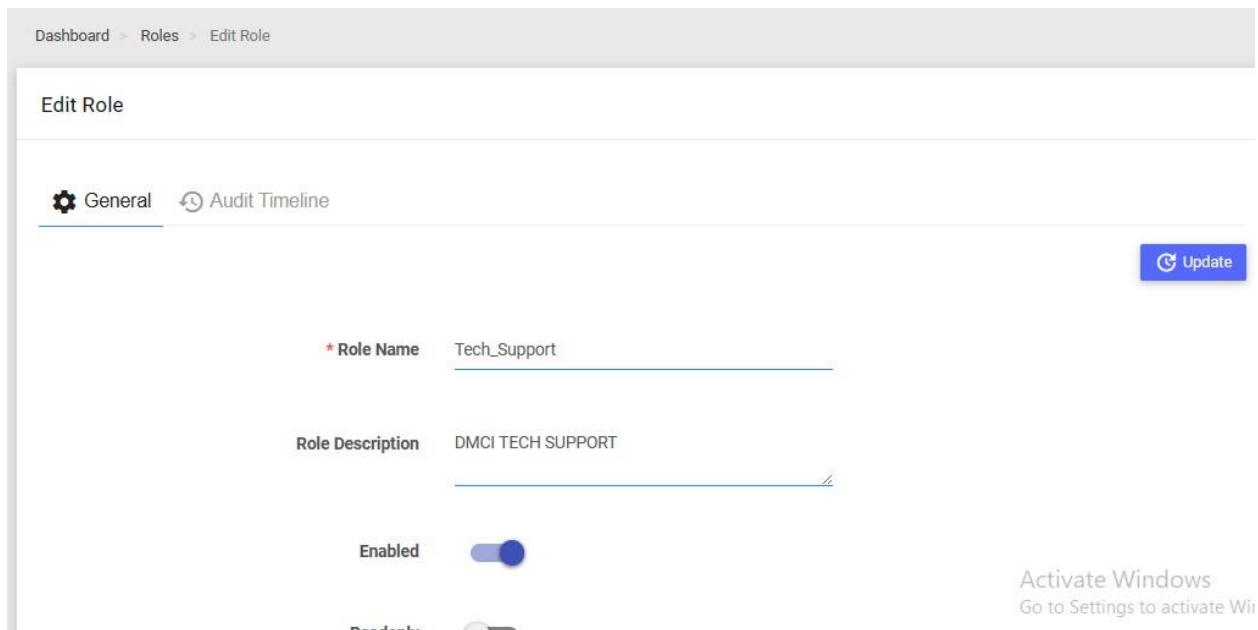 Dashboard > Roles > Edit Role
Edit Role
General Audit Timeline
Update
* Role Name Tech_Support
Role Description DMCI TECH SUPPORT
Enabled
Activate Windows
Go to Settings to activate
Readonly